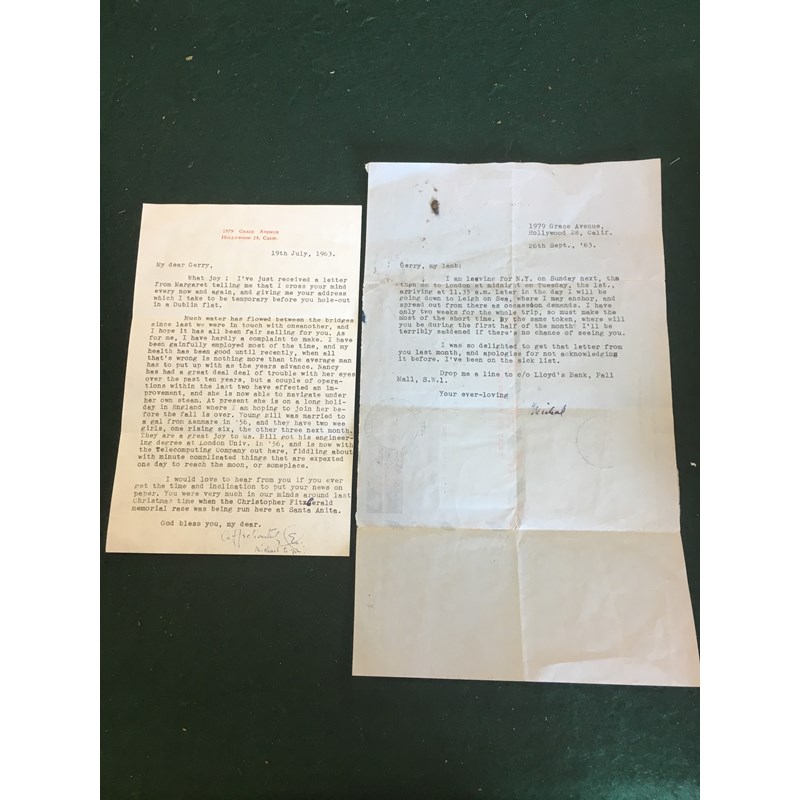 1979 GRACE AVENUE
HOLLYWOOD 28, CALIF.
19th July, 1963.
My dear Gerry,
What joy ; I've just received a letter
from Margaret telling me that I cross your mind
every now and again, and giving me your address
which I take to be temporary before you hole-out
in a Dublin flat.
Much water has flowed between the bridges
since last we were in touch with oneanother, and
I hope it has all been fair sailing for you. As
for me, I have hardly a complaint to make. I have
been gainfully employed most of the time, and my
health has been good until recently, when all
that's wrong is nothing more than the average man
has to put up with as the years advance. Nancy
has had a great deal deal of trouble with her eyes
over the past ten years, but a couple of opera-
tions within the last two have effected an im-
provement, and she is now able to navigate under
her own steam. At present she is on a long holi-
day in England where I am hoping to join her be-
fore the fall is over. Young Bill was married to
a gal from Kenmare in '56, and they have two wee
girls, one rising six, the other three next month.
They are a great joy to us. Bill got his engineer-
ing degree at London Univ. in '56, and is now with
the Telecomputing Company out here, fiddling about
with minute complicated things that are expected
one day to reach the moon, or someplace.
I would love to hear from you if you ever
get the time and inclination to put your news on
paper. You were very much in our minds around last
Christmas time when the Christopher FitzGerald
memorial race was being run here at Santa Anita.
God bless you, my dear.
1979 Grace Avenue,
Hollywood 28, Calif.
26th Sept., '63.
Gerry, my lamb:
I am leaving for N.Y. on Sunday next, the
then me to London at midnight on Tuesday, the 1st.,
arriving at 11.35 a.m. Later in the day I will be
going down to Leigh on Sea, where I may anchor, and
spread out from there as occasion demands. I have
only two weeks for the whole trip, so must make the
most of the short time. By the same token, where will
you be during the first half of the month? I'll be
terribly saddened if there's no chance of seeing you.
I was so delighted to get that letter from
you last month, and apologies for not acknowledging
it before. I've been on the sick list.
Drop me a line to c/o Lloyd's Bank, Pall
Mall, S.W.1.
Your ever-loving
Micheal